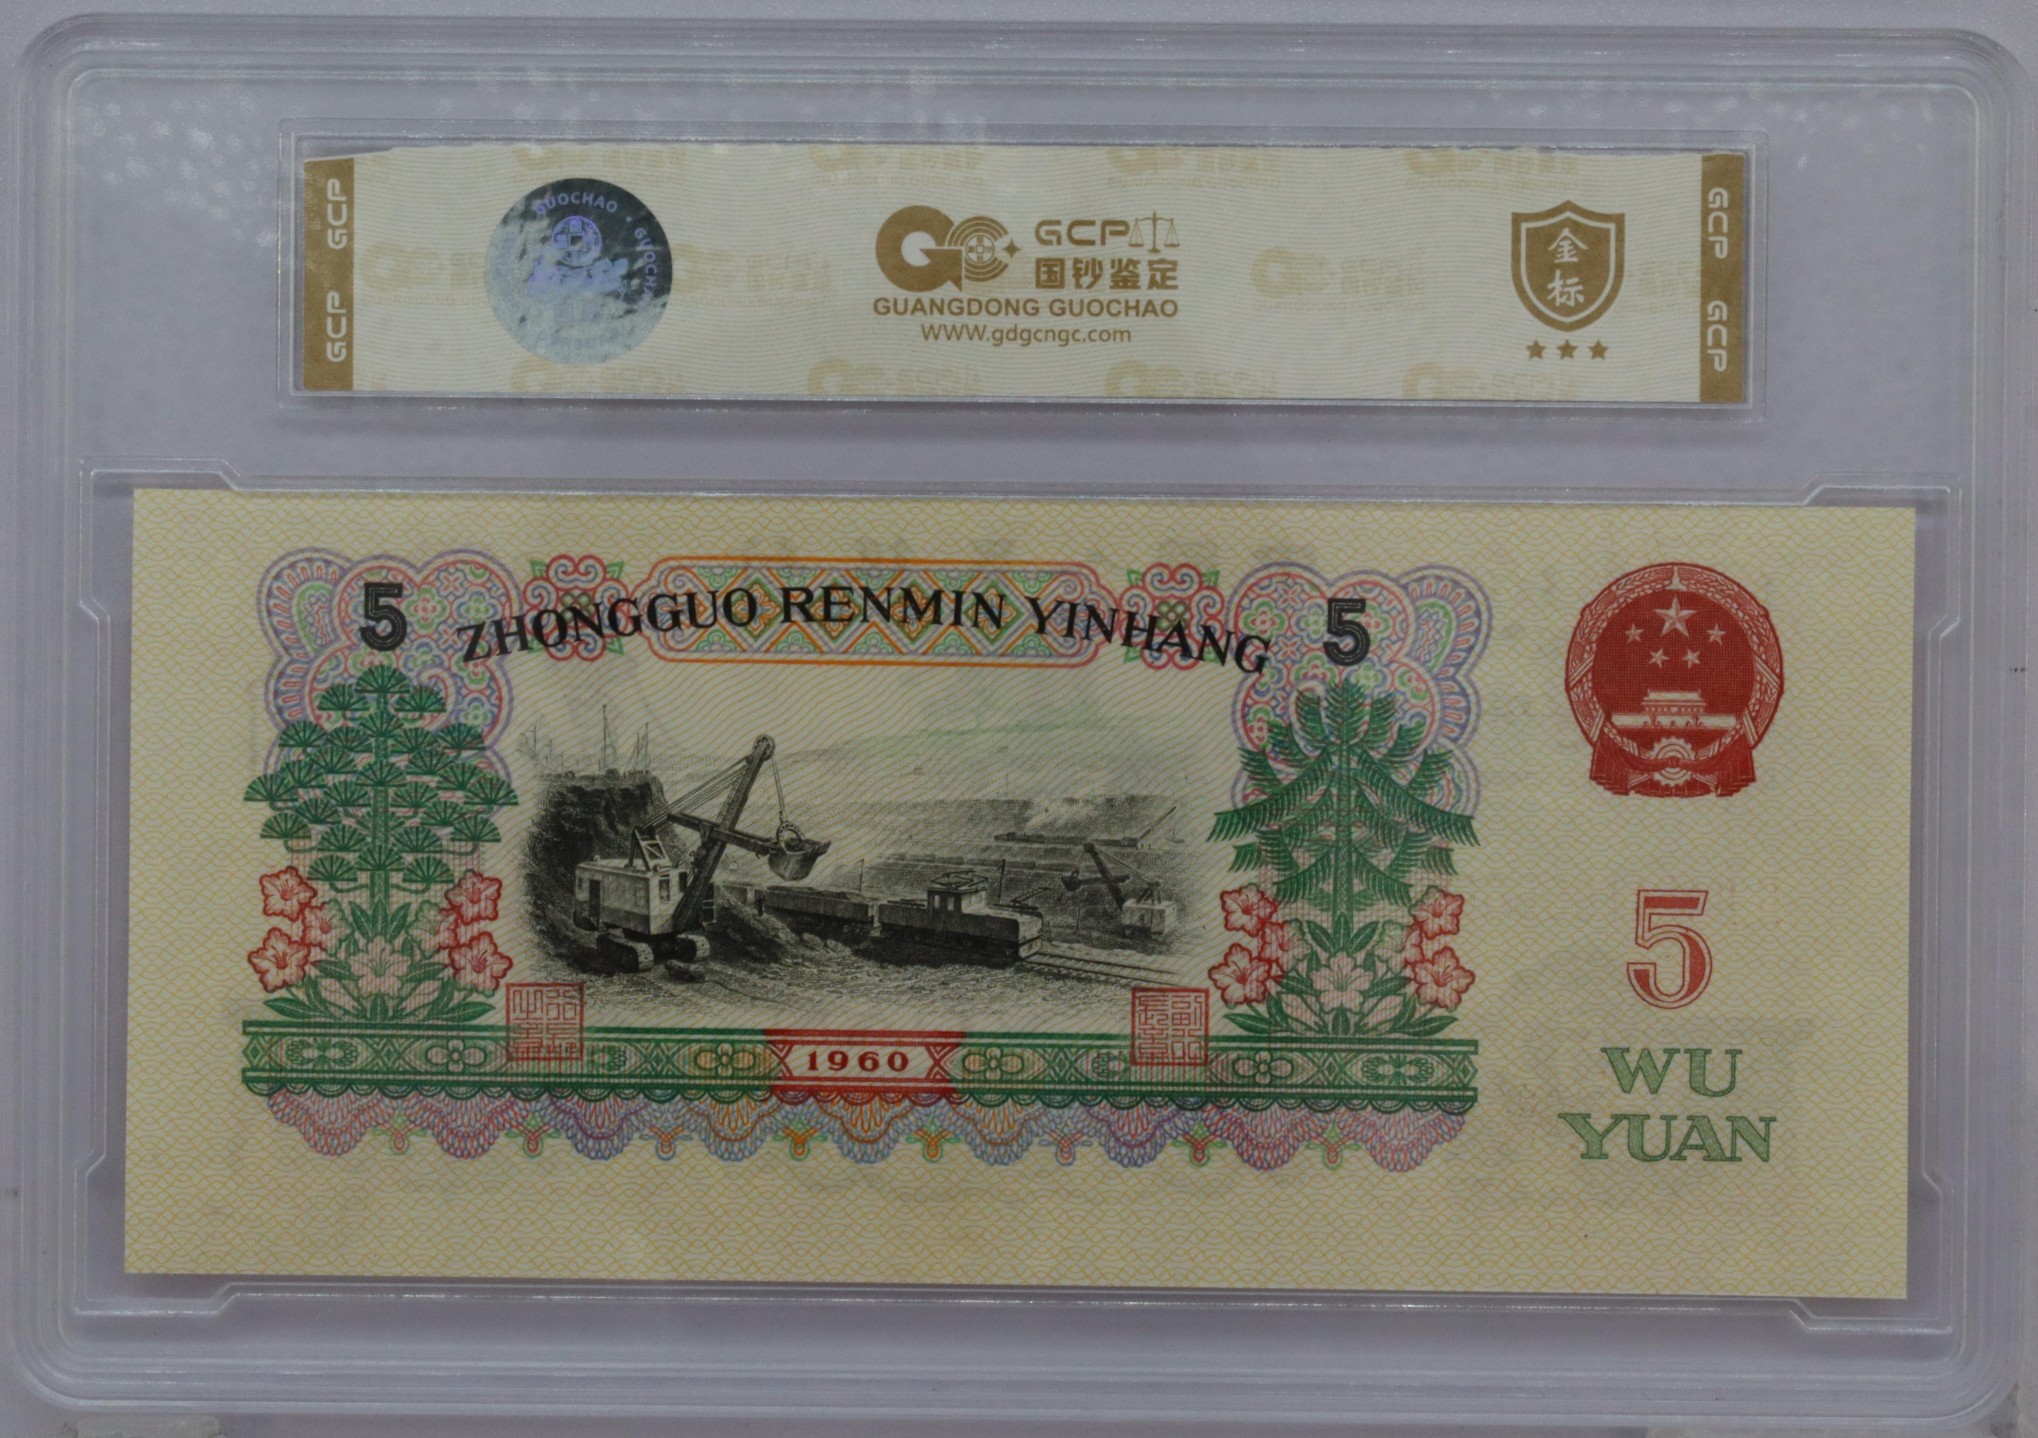 GCP
GCP
GUOCHAO · GUOCHAO
GCP
国钞鉴定
GUANGDONG GUOCHAO
WWW.gdgcngc.com
金
标
GCP
GCP
5
ZHONGGUO RENMIN YINHANG
5
1960
5
WU
YUAN